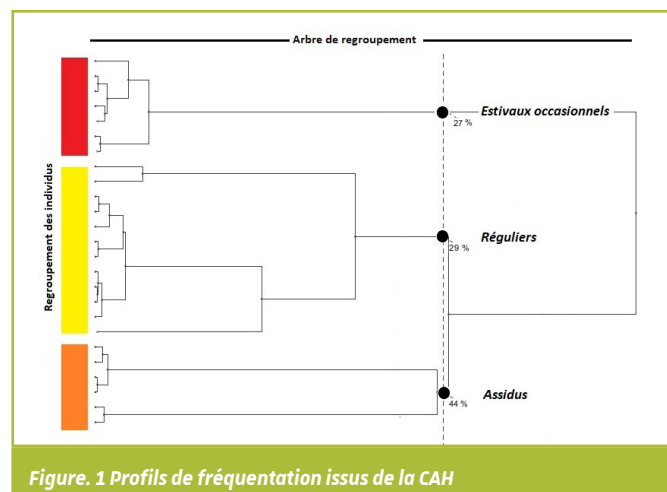 Arbre de regroupement
Regroupement des individus
Estivaux occasionnels
27 %
Réguliers
29 %
Assidus
44 %
Figure. 1 Profils de fréquentation issus de la CAH